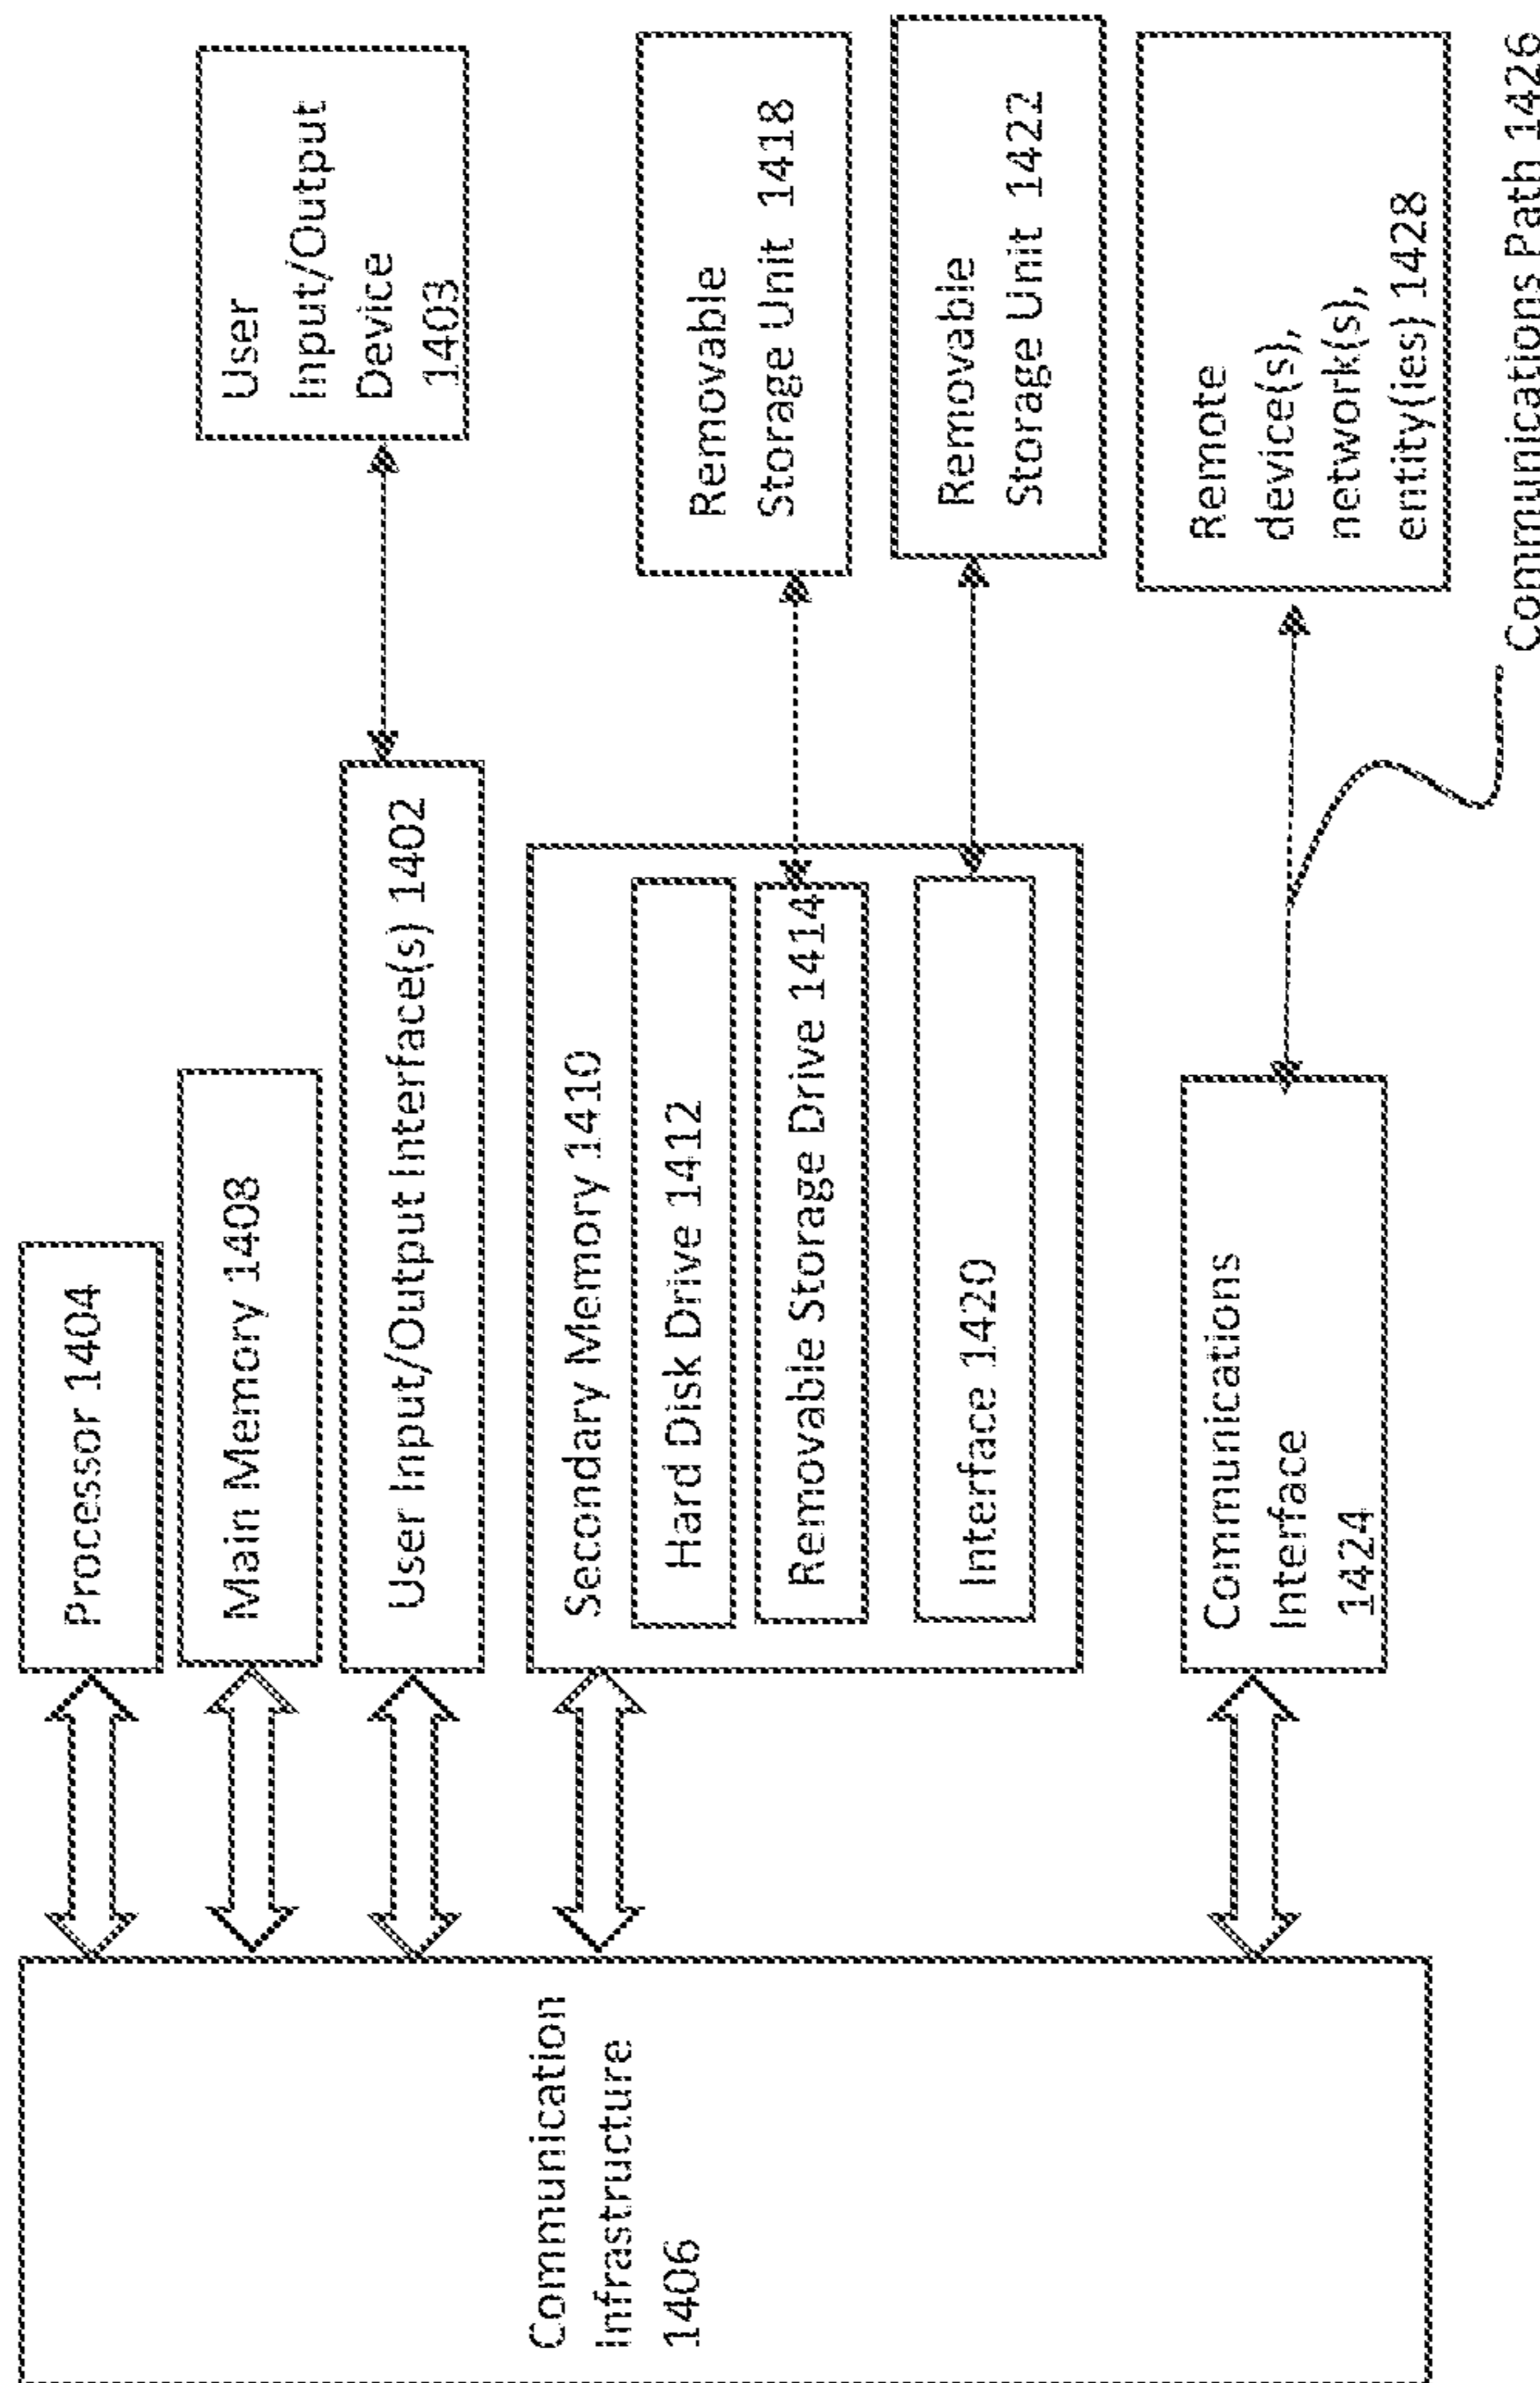 Processor 1404
Main Memory 1408
User Input/Output Interface(s) 1402
User
Input/Output
Device
1403
Communication
Infrastructure
1406
Secondary Memory 1410
Hard Disk Drive 1412
Removable Storage Drive 1414
Interface 1420
Removable
Storage Unit 1418
Removable
Storage Unit 1422
Communications
Interface
1424
Remote
device(s),
network(s),
entity(ies) 1428
Communications Path 1426